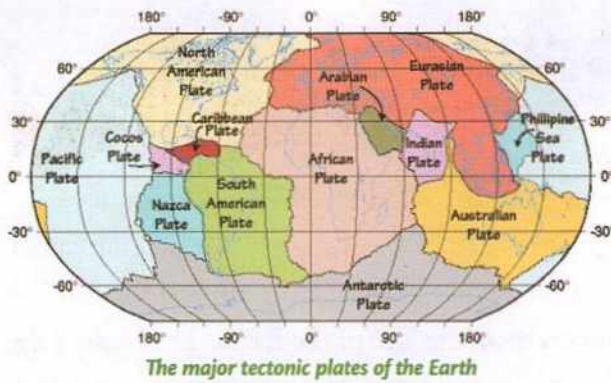 180° -90° 0° 90° 180°
60° 60°
30° 30°
0° 0°
-30° -30°
-60° -60°
North
American
Plate
Eurasian
Plate
Arabian
Plate
Caribbean
Plate
Cocos
Plate
Pacific
Plate
African
Plate
Indian
Plate
Phillipine
Sea
Plate
Nazca
Plate
South
American
Plate
Australian
Plate
Antarctic
Plate
180° -90° 0° 90° 180°
The major tectonic plates of the Earth